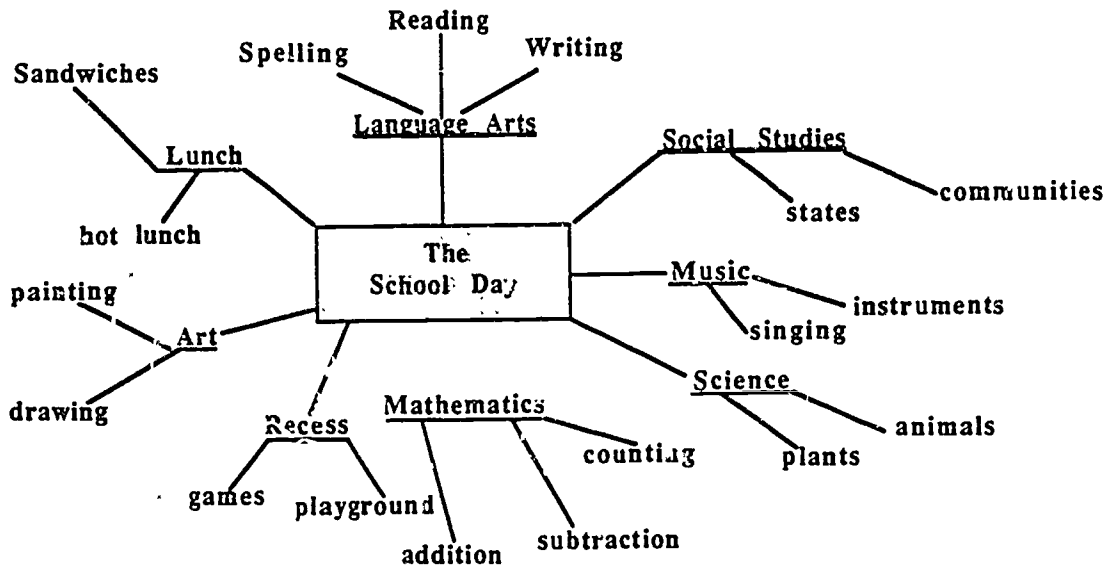 Reading
Spelling
Writing
Sandwiches
Language Arts
Social Studies
Lunch
communities
states
hot lunch
The
School Day
Music
painting
instruments
singing
Art
Science
drawing
Mathematics
Recess
animals
counting
plants
games
playground
subtraction
addition